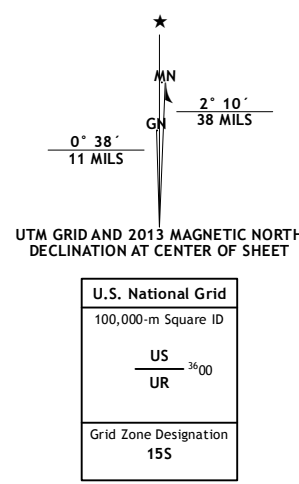 ★
MN
GN
2° 10´
38 MILS
0° 38´
11 MILS
UTM GRID AND 2013 MAGNETIC NORTH
DECLINATION AT CENTER OF SHEET
U.S. National Grid
100,000-m Square ID
US
3600
UR
Grid Zone Designation
15S